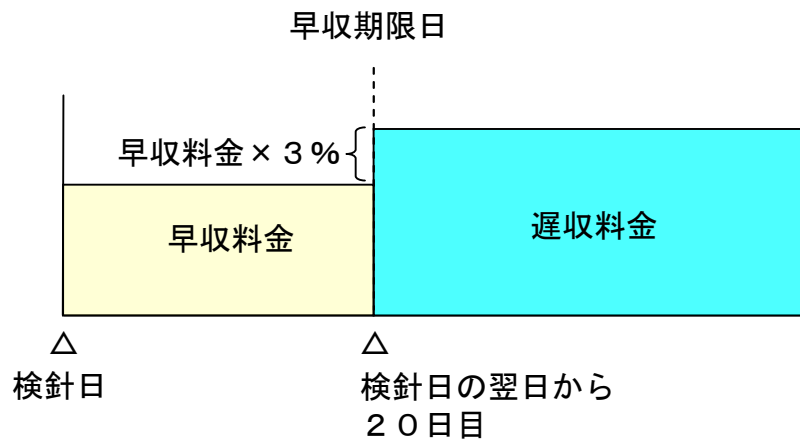 早収期限日
早収料金×３％
早収料金
遅収料金
△
△
検針日
検針日の翌日から
２０日目